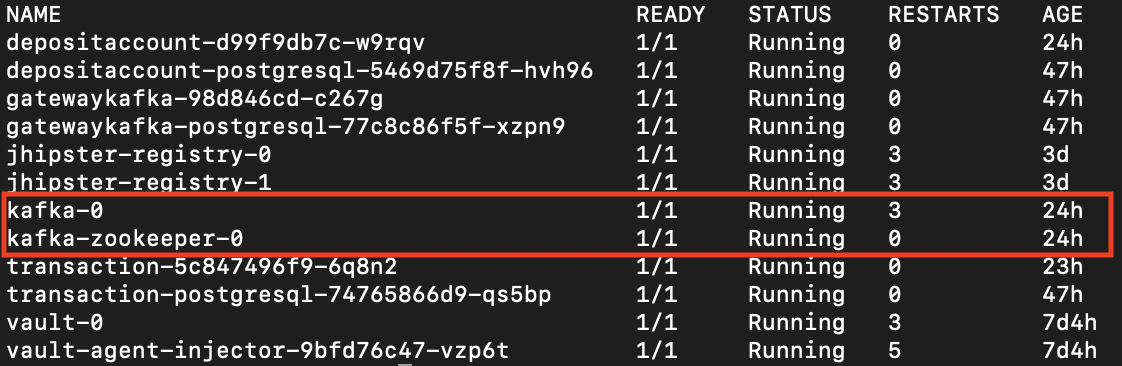 NAME READY STATUS RESTARTS AGE
depositaccount-d99f9db7c-w9rqv 1/1 Running 0 24h
depositaccount-postgresql-5469d75f8f-hvh96 1/1 Running 0 47h
gatewaykafka-98d846cd-c267g 1/1 Running 0 47h
gatewaykafka-postgresql-77c8c86f5f-xzpn9 1/1 Running 0 47h
jhipster-registry-0 1/1 Running 3 3d
jhipster-registry-1 1/1 Running 3 3d
kafka-0 1/1 Running 3 24h
kafka-zookeeper-0 1/1 Running 0 24h
transaction-5c847496f9-6q8n2 1/1 Running 0 23h
transaction-postgresql-74765866d9-qs5bp 1/1 Running 0 47h
vault-0 1/1 Running 3 7d4h
vault-agent-injector-9bfd76c47-vzp6t 1/1 Running 5 7d4h